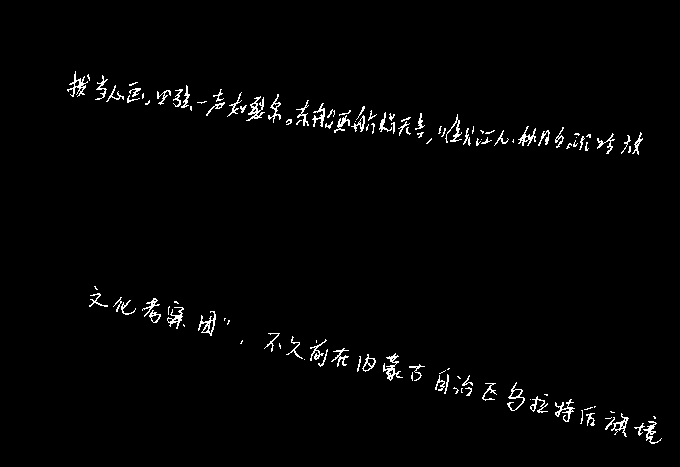 拨当心画，四弦一声如裂帛。东船西舫悄无言，唯见江心秋月白。沉吟放
文化考察团"，不久前在内蒙古自治区乌拉特后旗境